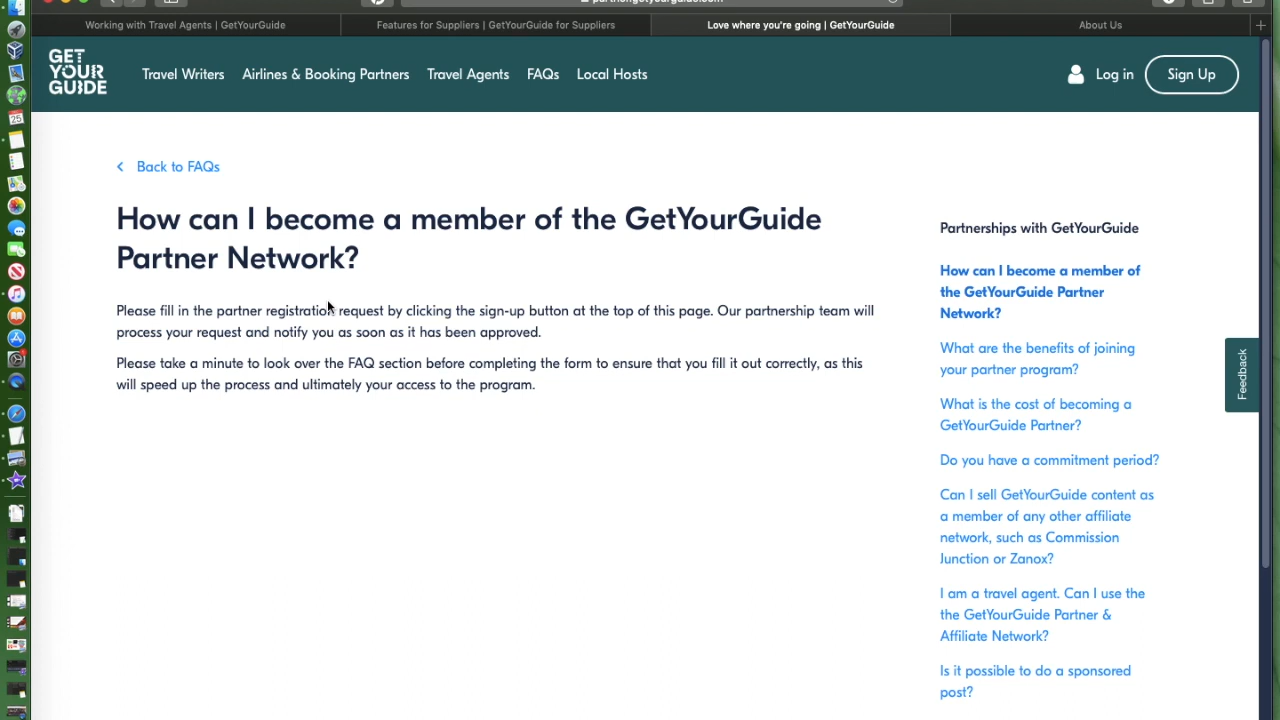 Working with Travel Agents | GetYourGuide
Features for Suppliers | GetYourGuide for Suppliers
Love where you're going | GetYourGuide
About Us
GET
YOUR
GUIDE
Travel Writers
Airlines & Booking Partners
Travel Agents
FAQs
Local Hosts
Log in
Sign Up
Back to FAQs
How can I become a member of the GetYourGuide
Partner Network?
Please fill in the partner registration request by clicking the sign-up button at the top of this page. Our partnership team will
process your request and notify you as soon as it has been approved.
Please take a minute to look over the FAQ section before completing the form to ensure that you fill it out correctly, as this
will speed up the process and ultimately your access to the program.
Partnerships with GetYourGuide
How can I become a member of
the GetYourGuide Partner
Network?
What are the benefits of joining
your partner program?
What is the cost of becoming a
GetYourGuide Partner?
Do you have a commitment period?
Can I sell GetYourGuide content as
a member of any other affiliate
network, such as Commission
Junction or Zanox?
I am a travel agent. Can I use the
the GetYourGuide Partner &
Affiliate Network?
Is it possible to do a sponsored
post?
Feedback
25